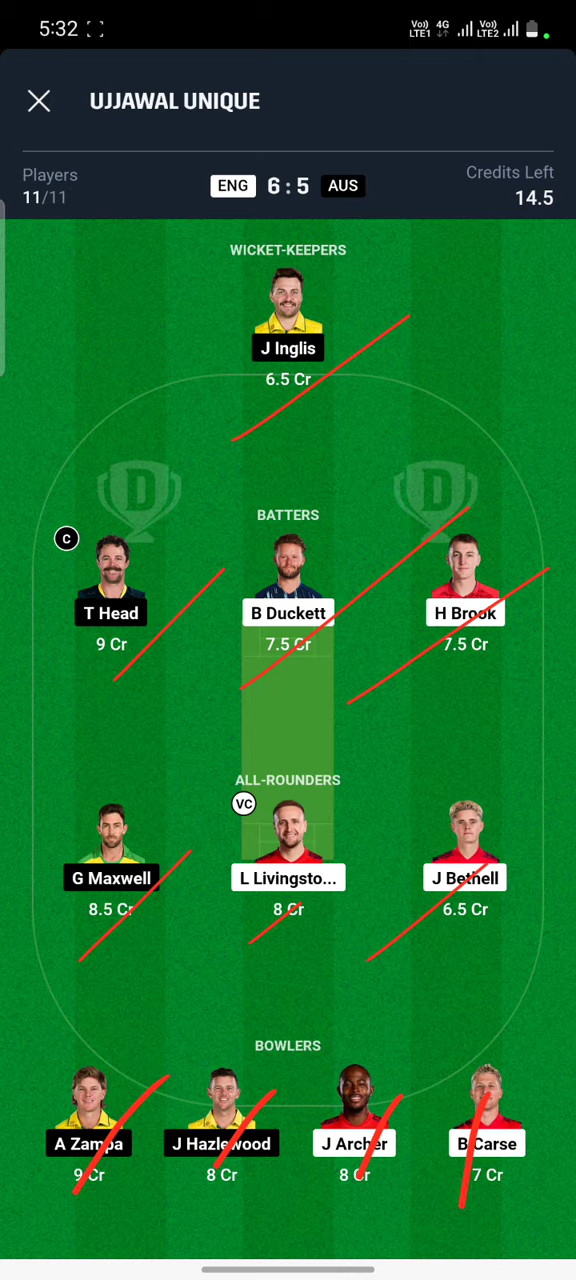 5:32 Vo)) LTE1 4G Vo)) LTE2
UJJAWAL UNIQUE
Players Credits Left
11/11 ENG 6 : 5 AUS 14.5
WICKET-KEEPERS
J Inglis
6.5 Cr
D D
BATTERS
C
T Head B Duckett H Brook
9 Cr 7.5 Cr 7.5 Cr
ALL-ROUNDERS
VC
G Maxwell L Livingsto... J Bethell
8.5 Cr 8 Cr 6.5 Cr
BOWLERS
A Zampa J Hazlewood J Archer B Carse
9 Cr 8 Cr 8 Cr 7 Cr